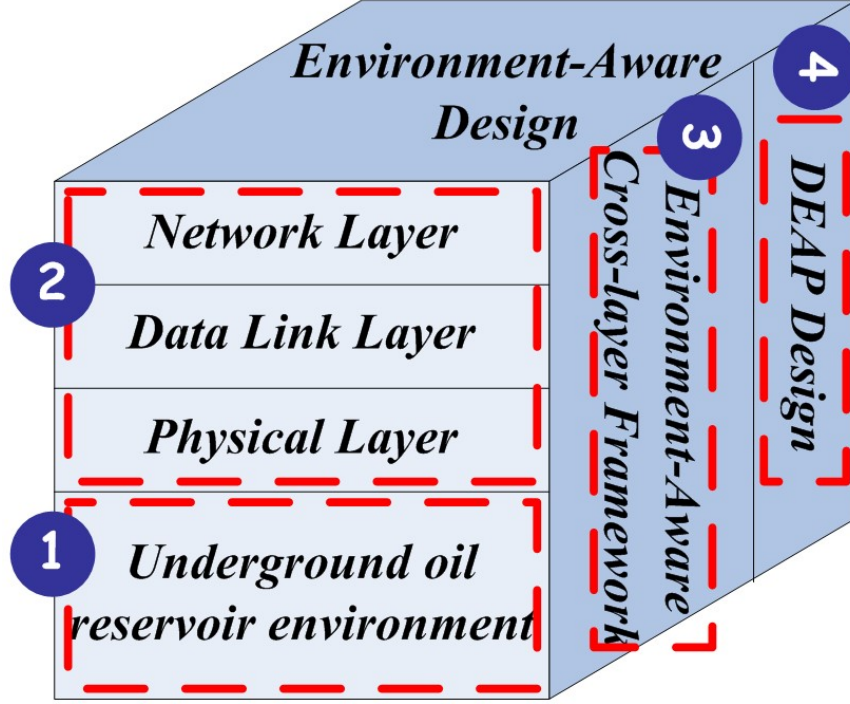 Environment-Aware
Design
4
3
2
Network Layer
Data Link Layer
Physical Layer
1
Underground oil
reservoir environment
Environment-Aware
Cross-layer Framework
DEAP Design